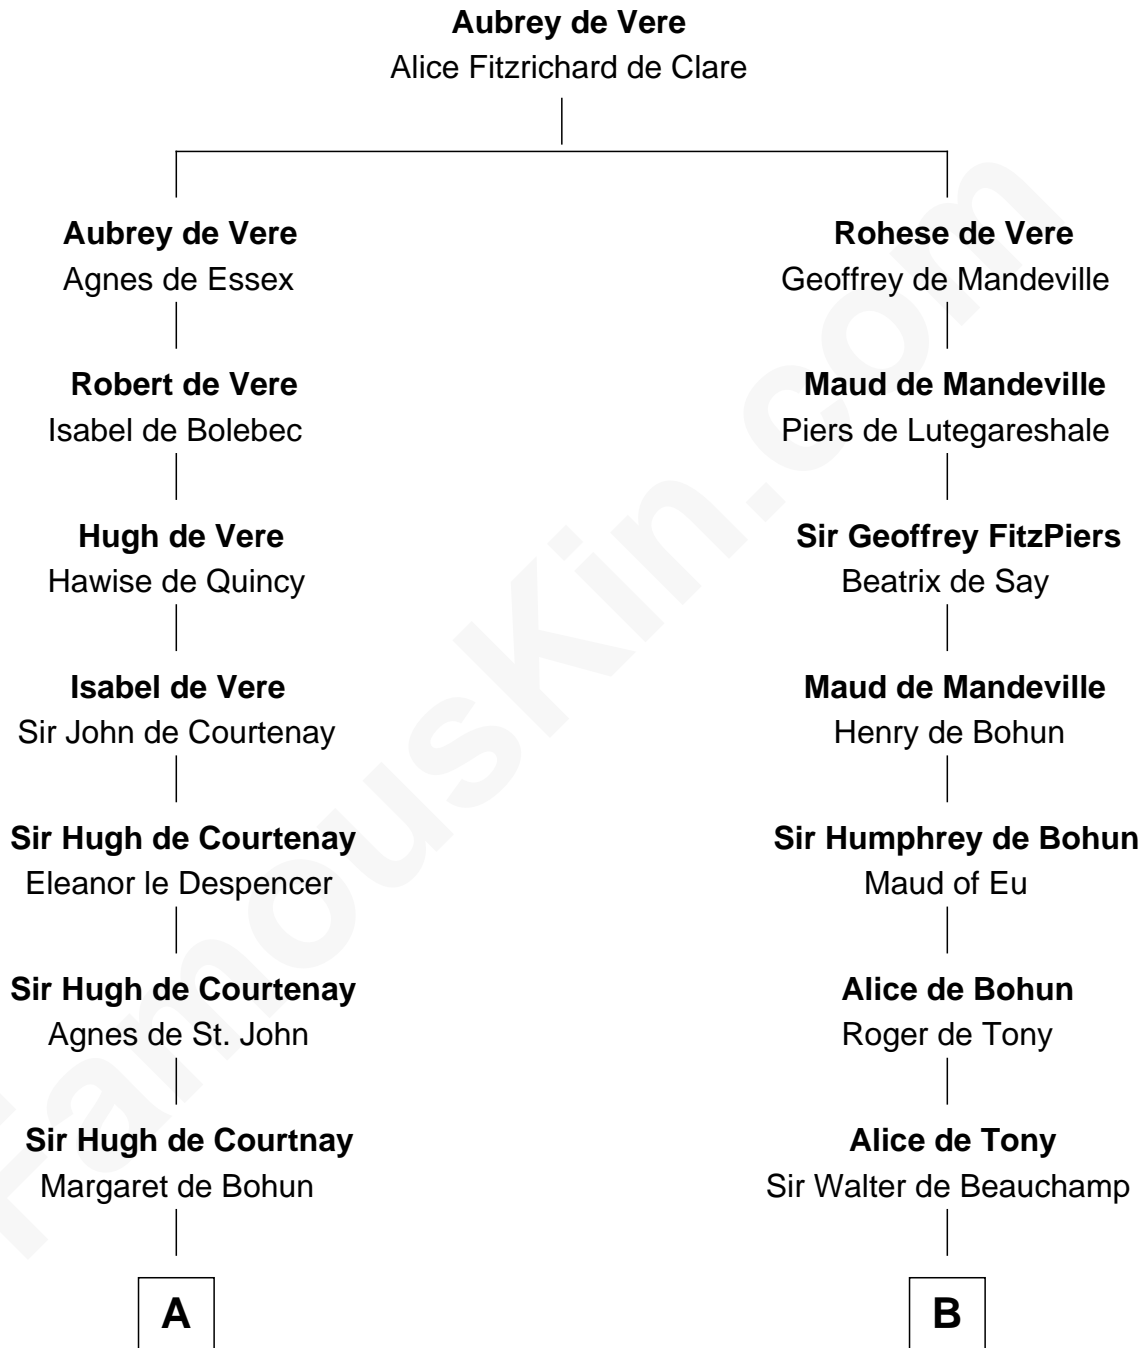 Aubrey de Vere
Alice Fitzrichard de Clare
Aubrey de Vere
Agnes de Essex
Rohese de Vere
Geoffrey de Mandeville
Robert de Vere
Isabel de Bolebec
Maud de Mandeville
Piers de Lutegareshale
Hugh de Vere
Hawise de Quincy
Sir Geoffrey FitzPiers
Beatrix de Say
Isabel de Vere
Sir John de Courtenay
Maud de Mandeville
Henry de Bohun
Sir Hugh de Courtenay
Eleanor le Despencer
Sir Humphrey de Bohun
Maud of Eu
Sir Hugh de Courtenay
Agnes de St. John
Alice de Bohun
Roger de Tony
Sir Hugh de Courtnay
Margaret de Bohun
Alice de Tony
Sir Walter de Beauchamp
A
B
FamousKin.com